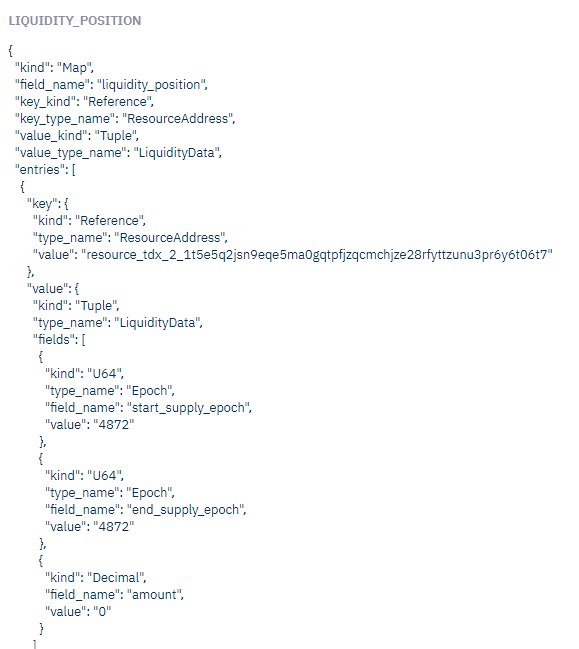 LIQUIDITY_POSITION
{
"kind": "Map",
"field_name": "liquidity_position",
"key_kind": "Reference",
"key_type_name": "ResourceAddress",
"value_kind": "Tuple",
"value_type_name": "LiquidityData",
"entries": [
{
"key": {
"kind": "Reference",
"type_name": "ResourceAddress",
"value": "resource_tdx_2_1t5e5q2jsn9eqe5ma0gqtpfjzqcmchjze28rfyttzunu3pr6y6t06t7"
},
"value": {
"kind": "Tuple",
"type_name": "LiquidityData",
"fields": [
{
"kind": "U64",
"type_name": "Epoch",
"field_name": "start_supply_epoch",
"value": "4872"
},
{
"kind": "U64",
"type_name": "Epoch",
"field_name": "end_supply_epoch",
"value": "4872"
},
{
"kind": "Decimal",
"field_name": "amount",
"value": "0"
}
]